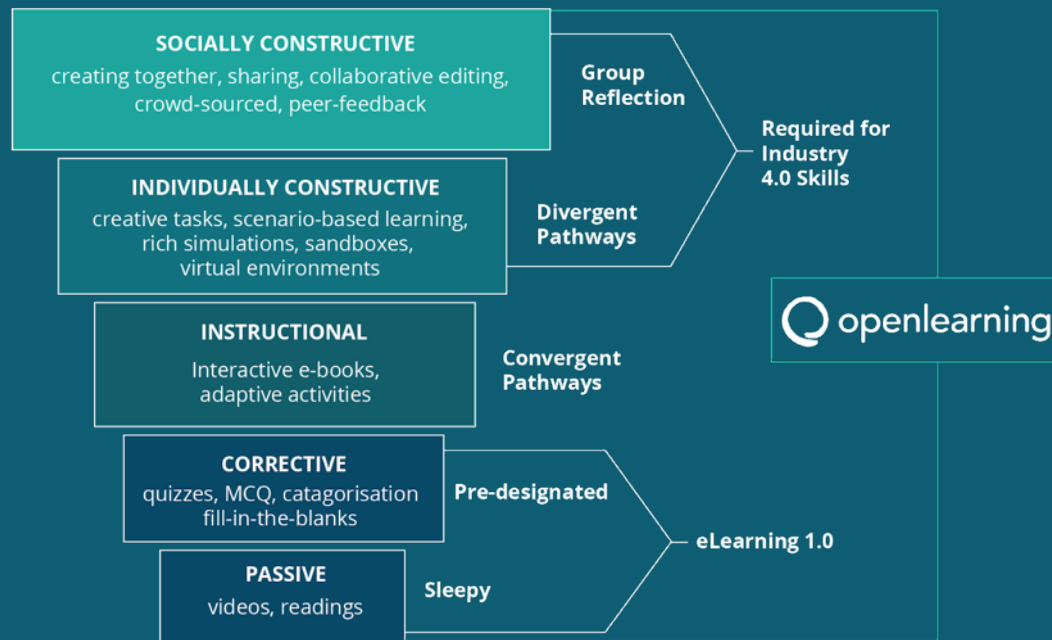 SOCIALLY CONSTRUCTIVE
creating together, sharing, collaborative editing,
crowd-sourced, peer-feedback
Group
Reflection
Required for
Industry
4.0 Skills
INDIVIDUALLY CONSTRUCTIVE
creative tasks, scenario-based learning,
rich simulations, sandboxes,
virtual environments
Divergent
Pathways
openlearning
INSTRUCTIONAL
Interactive e-books,
adaptive activities
Convergent
Pathways
CORRECTIVE
quizzes, MCQ, catagorisation
fill-in-the-blanks
Pre-designated
eLearning 1.0
PASSIVE
videos, readings
Sleepy